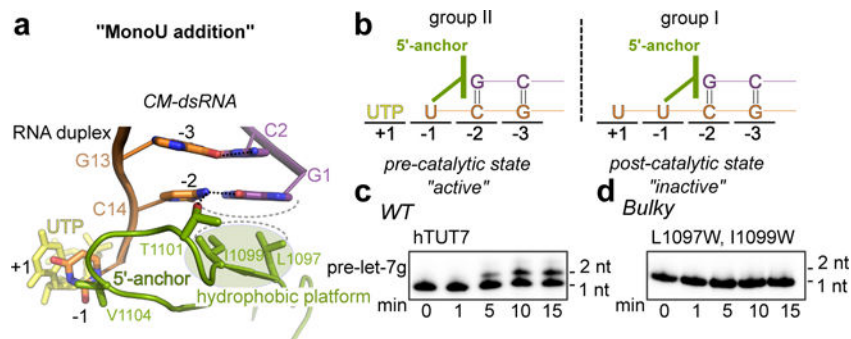 a
"MonoU addition"
CM-dsRNA
RNA duplex
-3
C2
G13
G1
-2
C14
UTP
T1101
I1099
L1097
+1
5'-anchor
hydrophobic platform
-1
V1104
b
group II
group I
5'-anchor
5'-anchor
G C
G C
UTP U C G
U U C G
+1 -1 -2 -3
+1 -1 -2 -3
pre-catalytic state
"active"
post-catalytic state
"inactive"
c
WT
hTUT7
pre-let-7g
2 nt
1 nt
min 0 1 5 10 15
d
Bulky
L1097W, I1099W
2 nt
1 nt
min 0 1 5 10 15